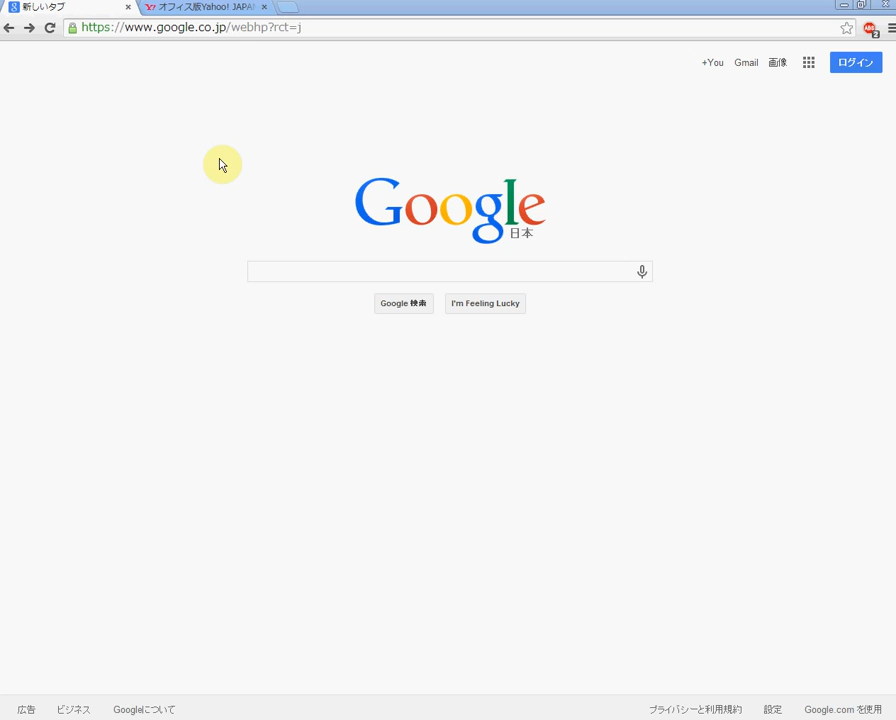 新しいタブ
オフィス版Yahoo! JAPAN
https://www.google.co.jp/webhp?rct=j
ABP
2
+You Gmail 画像 ログイン
Google
日本
Google 検索 I'm Feeling Lucky
広告 ビジネス Googleについて プライバシーと利用規約 設定 Google.com を使用